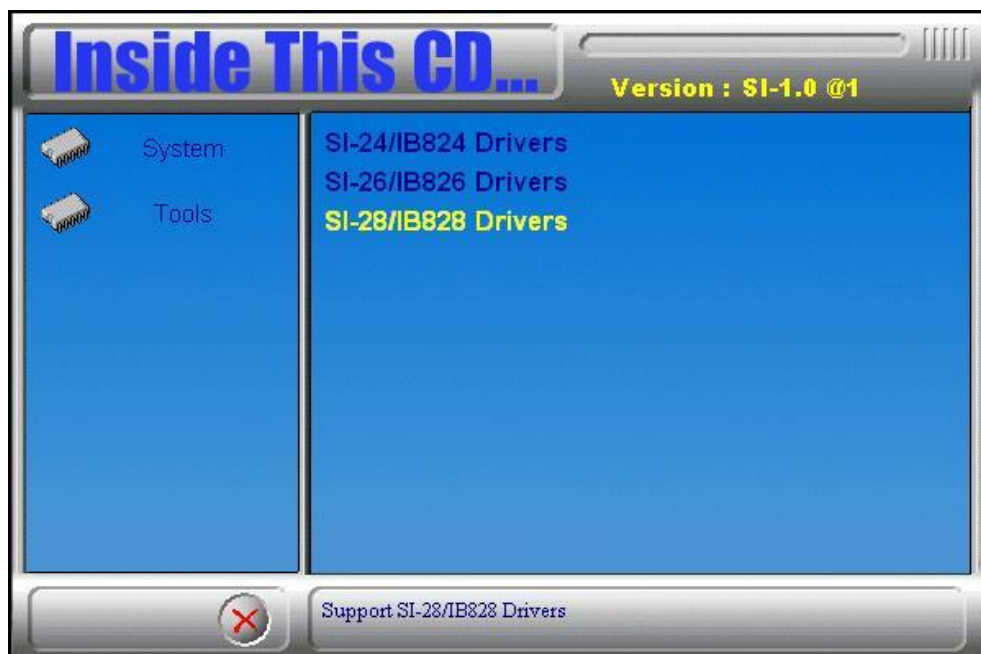 Inside This CD...
Version : SI-1.0 @1
System
Tools
SI-24/IB824 Drivers
SI-26/IB826 Drivers
SI-28/IB828 Drivers
Support SI-28/IB828 Drivers